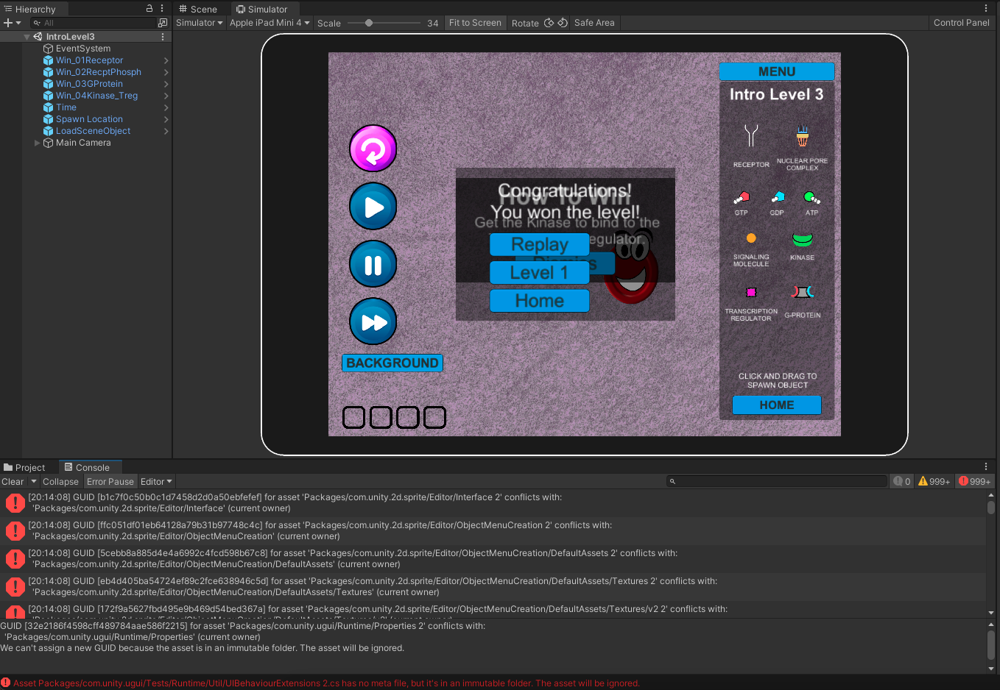 Hierarchy
All
IntroLevel3
EventSystem
Win_01Receptor
Win_02RecptPhosph
Win_03GProtein
Win_04Kinase_Treg
Time
Spawn Location
LoadSceneObject
Main Camera
Scene
Simulator
Simulator
Apple iPad Mini 4
Scale
34
Fit to Screen
Rotate
Safe Area
Control Panel
BACKGROUND
How To Win
Congratulations!
You won the level!
Get the Kinase to bind to the
regulator.
Replay
Level 1
Home
MENU
Intro Level 3
RECEPTOR
NUCLEAR PORE
COMPLEX
GTP
GDP
ATP
SIGNALING
MOLECULE
KINASE
TRANSCRIPTION
REGULATOR
G-PROTEIN
CLICK AND DRAG TO
SPAWN OBJECT
HOME
Project
Console
Clear
Collapse
Error Pause
Editor
0
999+
999+
[20:14:08] GUID [b1c7f0c50b0c1d7458d2d0a50ebfefef] for asset 'Packages/com.unity.2d.sprite/Editor/Interface 2' conflicts with:
'Packages/com.unity.2d.sprite/Editor/Interface' (current owner)
[20:14:08] GUID [ffc051df01eb64128a79b31b97748c4c] for asset 'Packages/com.unity.2d.sprite/Editor/ObjectMenuCreation 2' conflicts with:
'Packages/com.unity.2d.sprite/Editor/ObjectMenuCreation' (current owner)
[20:14:08] GUID [5cebb8a885d4e4a6992c4fcd598b67c8] for asset 'Packages/com.unity.2d.sprite/Editor/ObjectMenuCreation/DefaultAssets 2' conflicts with:
'Packages/com.unity.2d.sprite/Editor/ObjectMenuCreation/DefaultAssets' (current owner)
[20:14:08] GUID [eb4d405ba54724ef89c2fce638946c5d] for asset 'Packages/com.unity.2d.sprite/Editor/ObjectMenuCreation/DefaultAssets/Textures 2' conflicts with:
'Packages/com.unity.2d.sprite/Editor/ObjectMenuCreation/DefaultAssets/Textures' (current owner)
[20:14:08] GUID [172f9a5627fbd495e9b469d54bed367a] for asset 'Packages/com.unity.2d.sprite/Editor/ObjectMenuCreation/DefaultAssets/Textures/v2 2' conflicts with:
GUID [32e2186f4598cff489784aae586f2215] for asset 'Packages/com.unity.ugui/Runtime/Properties 2' conflicts with:
'Packages/com.unity.ugui/Runtime/Properties' (current owner)
We can't assign a new GUID because the asset is in an immutable folder. The asset will be ignored.
Asset Packages/com.unity.ugui/Tests/Runtime/Util/UIBehaviourExtensions 2.cs has no meta file, but it's in an immutable folder. The asset will be ignored.